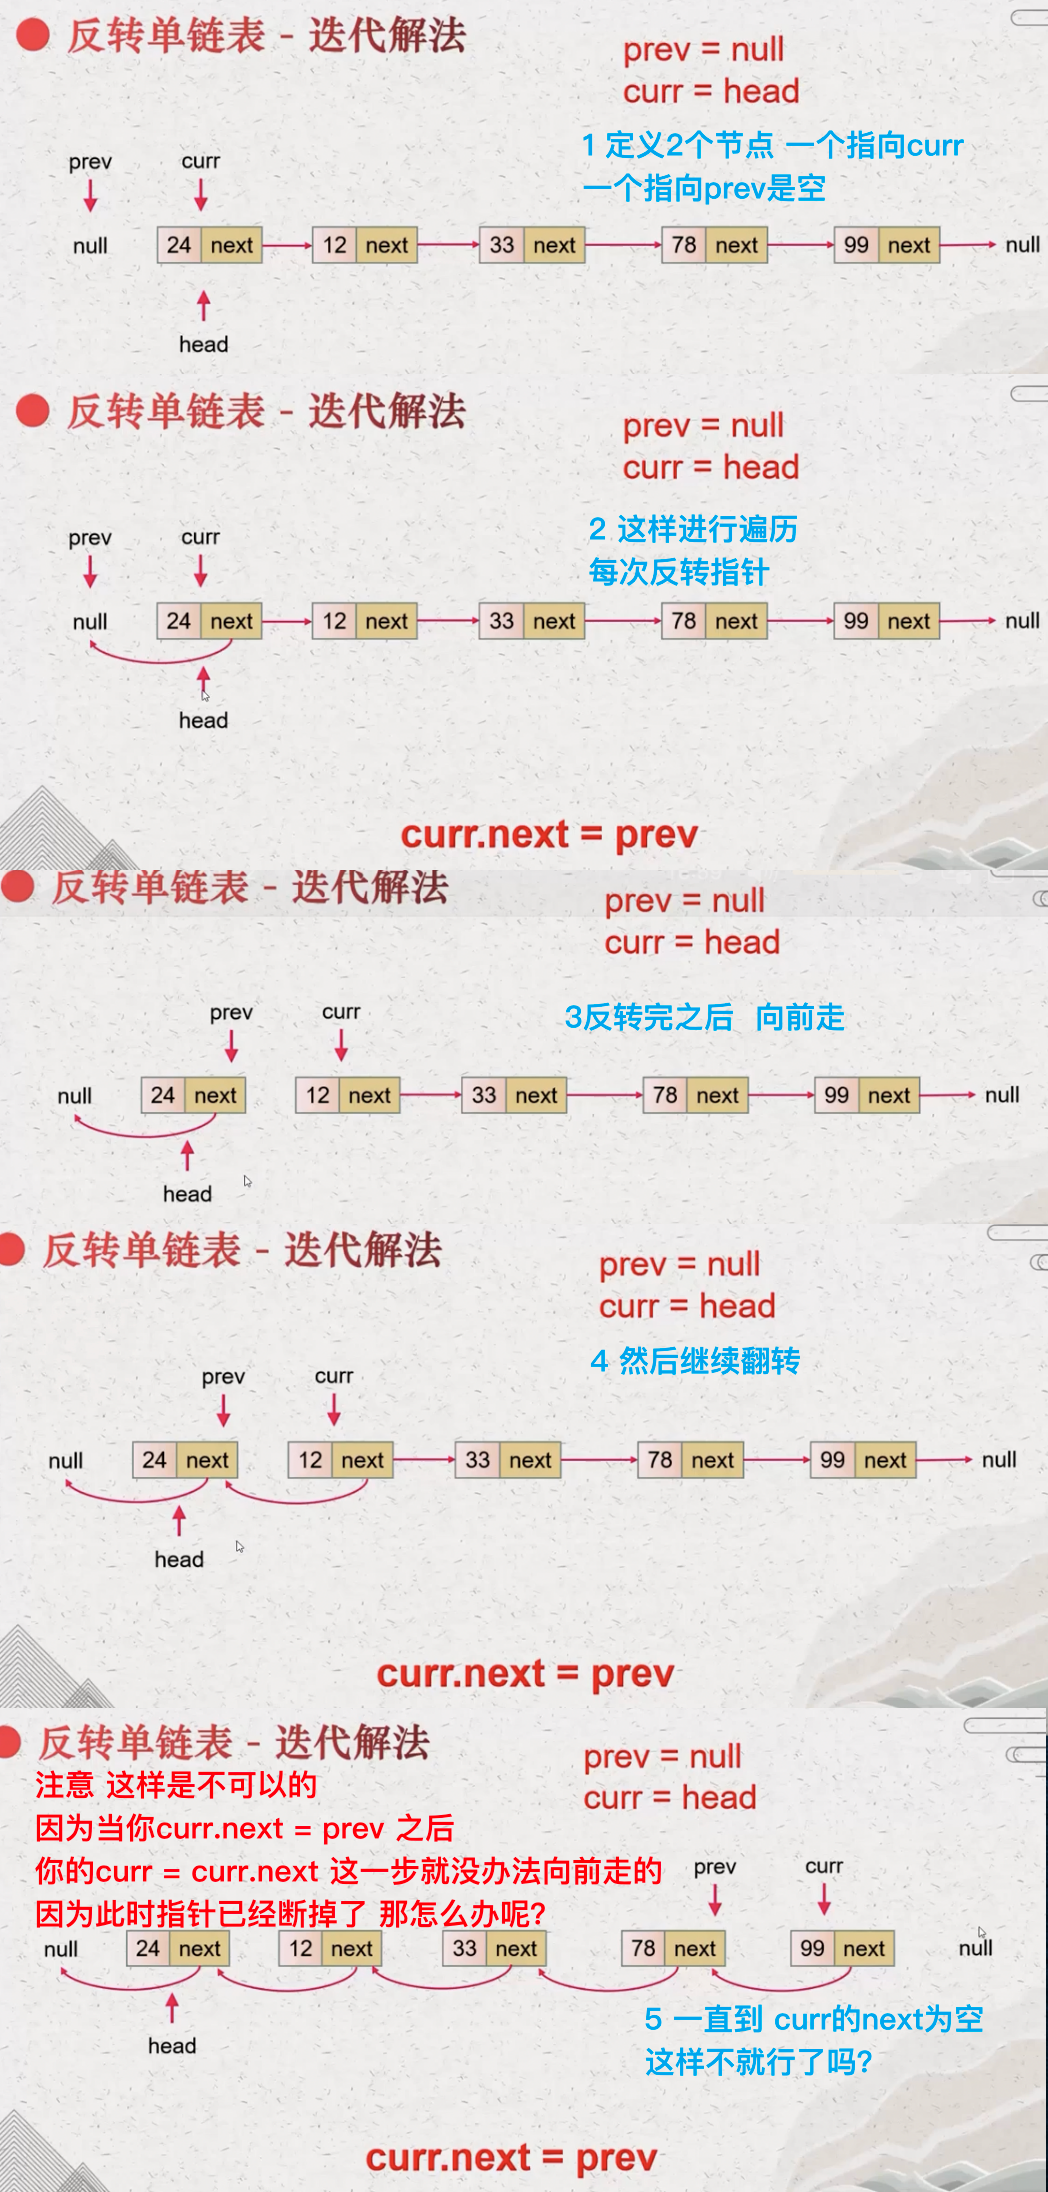 反转单链表 - 迭代解法
prev = null
curr = head
1 定义2个节点 一个指向curr
一个指向prev是空
prev curr
null 24 next 12 next 33 next 78 next 99 next null
head
反转单链表 - 迭代解法
prev = null
curr = head
2 这样进行遍历
每次反转指针
prev curr
null 24 next 12 next 33 next 78 next 99 next null
head
curr.next = prev
反转单链表 - 迭代解法
prev = null
curr = head
3反转完之后 向前走
prev curr
null 24 next 12 next 33 next 78 next 99 next null
head
反转单链表 - 迭代解法
prev = null
curr = head
4 然后继续翻转
prev curr
null 24 next 12 next 33 next 78 next 99 next null
head
curr.next = prev
反转单链表 - 迭代解法
prev = null
curr = head
注意 这样是不可以的
因为当你curr.next = prev 之后
你的curr = curr.next 这一步就没办法向前走的
因为此时指针已经断掉了 那怎么办呢?
prev curr
null 24 next 12 next 33 next 78 next 99 next null
head
5 一直到 curr的next为空
这样不就行了吗?
curr.next = prev